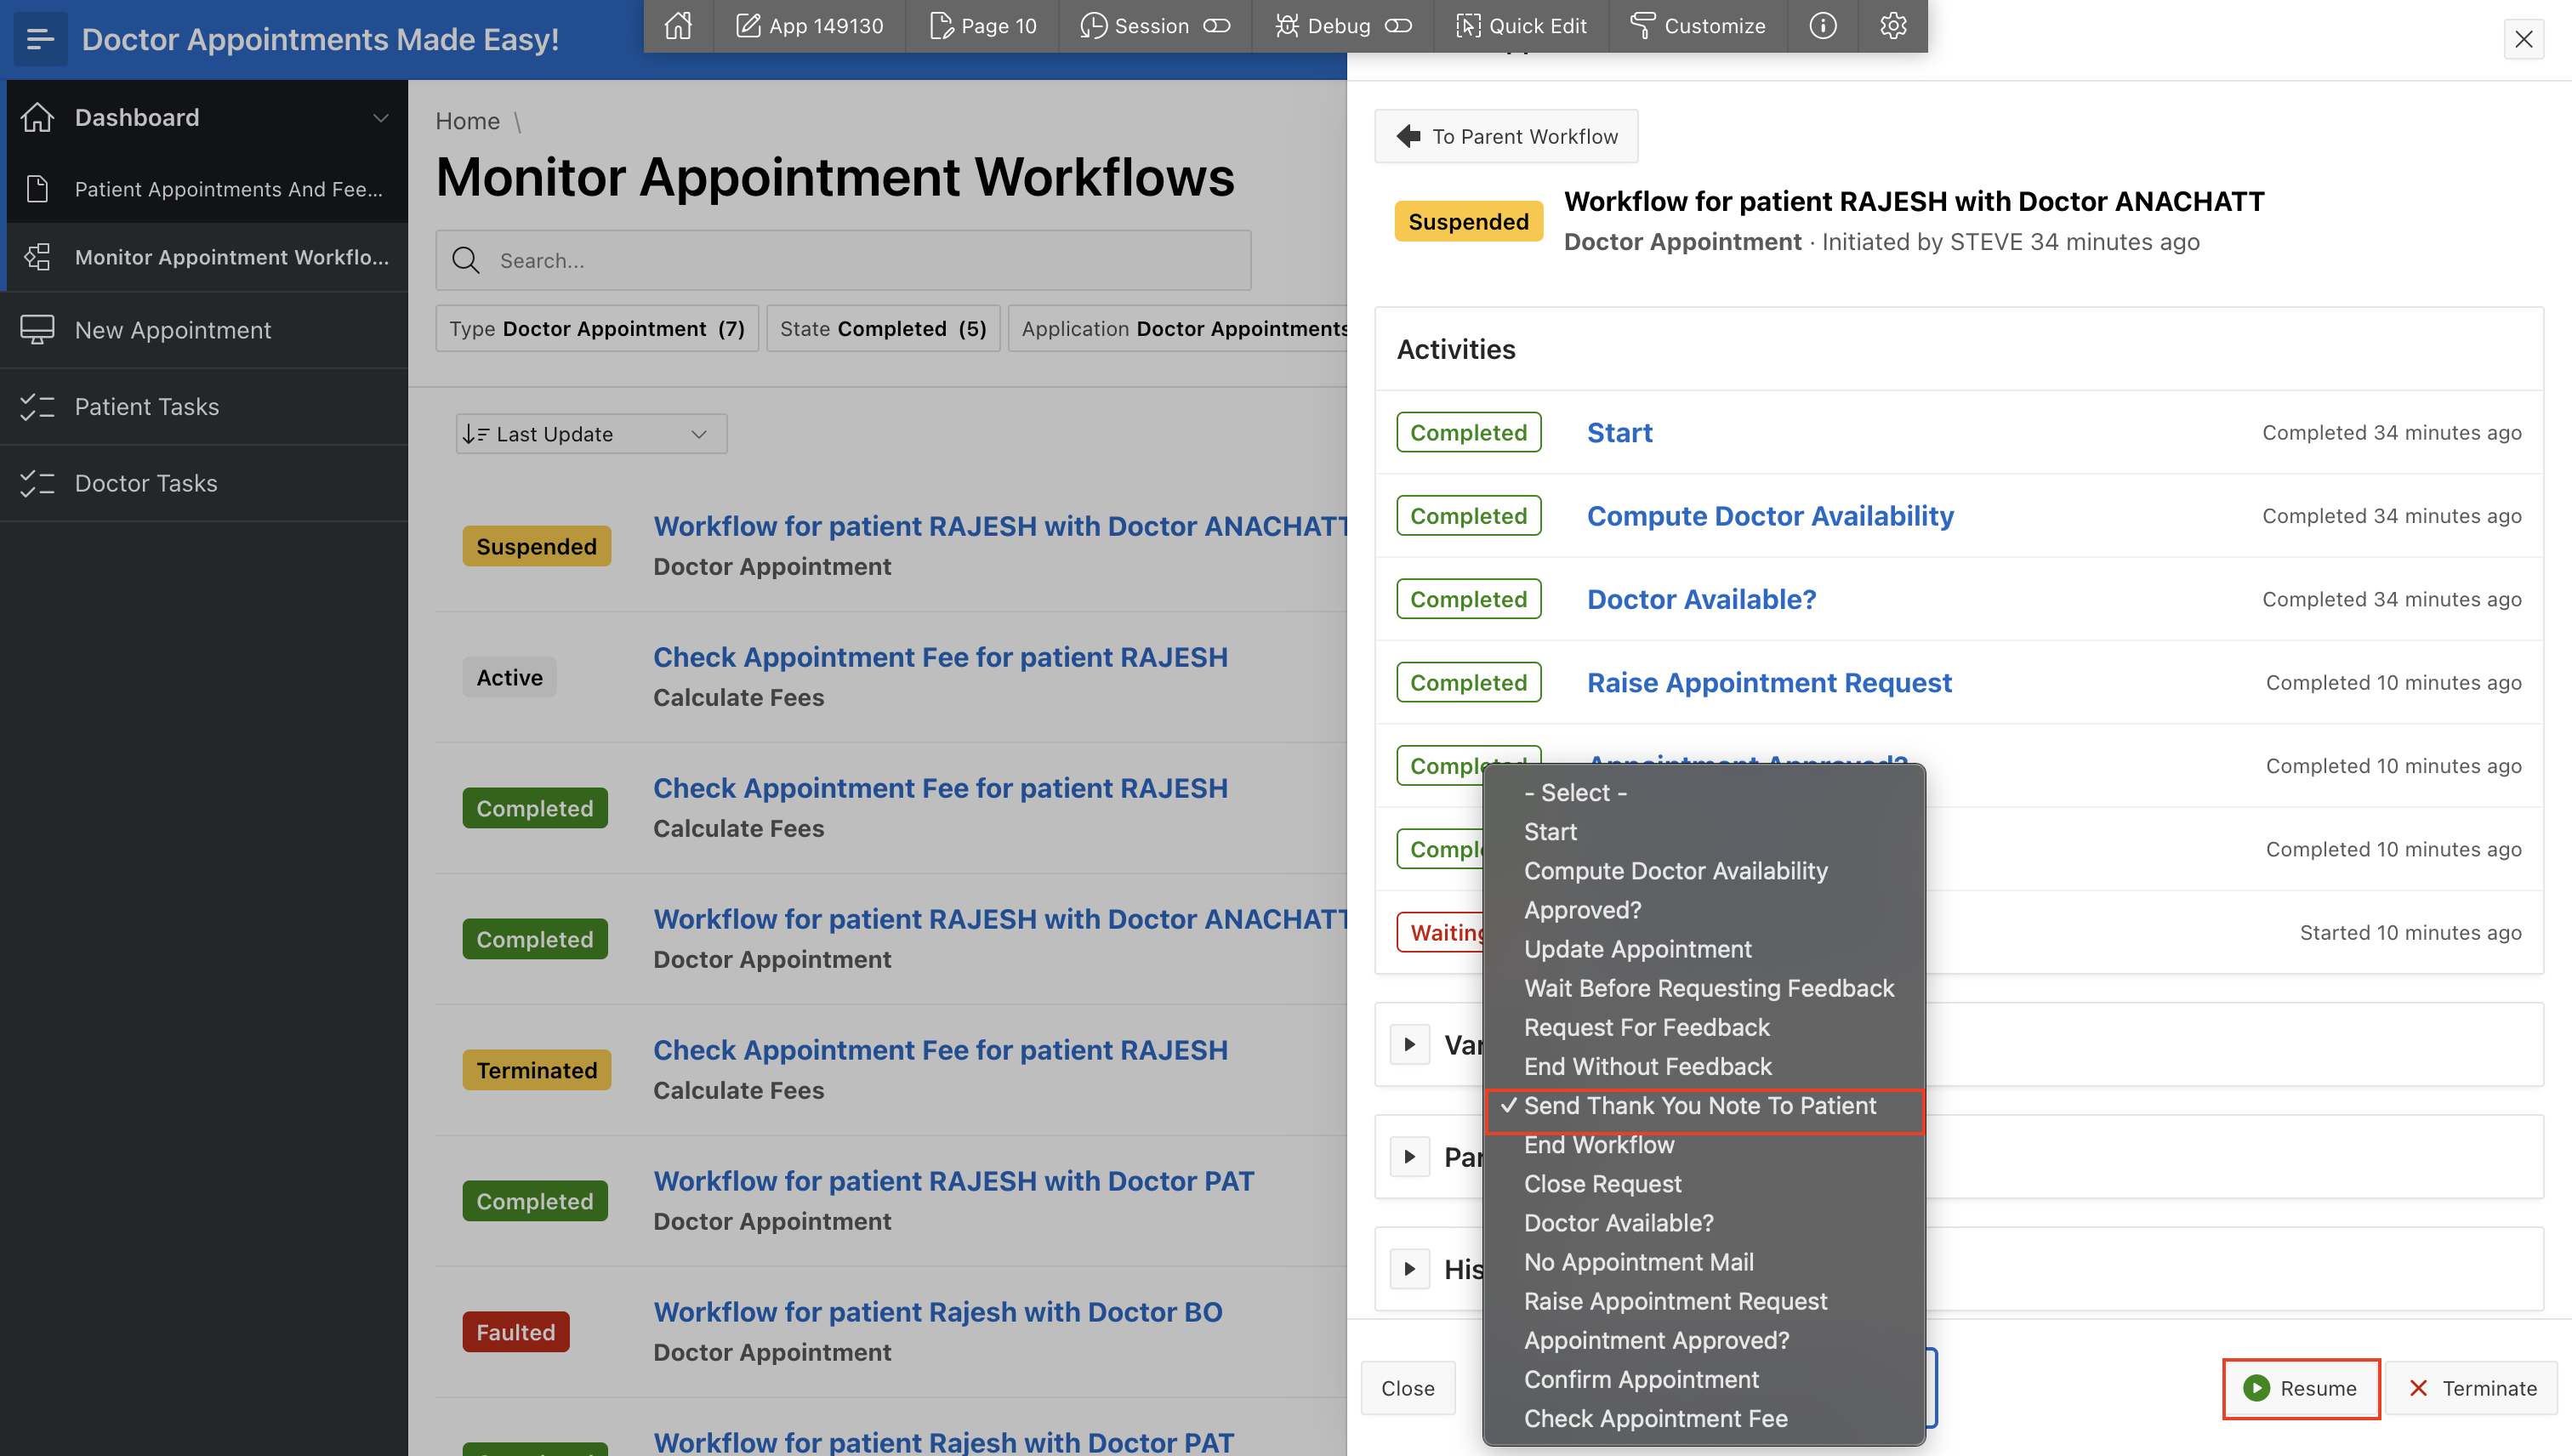 Doctor Appointments Made Easy!
App 149130
Page 10
Session
Debug
Quick Edit
Customize
Dashboard
Patient Appointments And Fee...
Monitor Appointment Workflo...
New Appointment
Patient Tasks
Doctor Tasks
Home \
Monitor Appointment Workflows
Search...
Type Doctor Appointment (7)
State Completed (5)
Application Doctor Appointments
Last Update
Suspended
Workflow for patient RAJESH with Doctor ANACHATT
Doctor Appointment
Active
Check Appointment Fee for patient RAJESH
Calculate Fees
Completed
Check Appointment Fee for patient RAJESH
Calculate Fees
Completed
Workflow for patient RAJESH with Doctor ANACHATT
Doctor Appointment
Terminated
Check Appointment Fee for patient RAJESH
Calculate Fees
Completed
Workflow for patient RAJESH with Doctor PAT
Doctor Appointment
Faulted
Workflow for patient Rajesh with Doctor BO
Doctor Appointment
Workflow for patient Rajesh with Doctor PAT
To Parent Workflow
Suspended
Workflow for patient RAJESH with Doctor ANACHATT
Doctor Appointment · Initiated by STEVE 34 minutes ago
Activities
Completed Start Completed 34 minutes ago
Completed Compute Doctor Availability Completed 34 minutes ago
Completed Doctor Available? Completed 34 minutes ago
Completed Raise Appointment Request Completed 10 minutes ago
Completed Appointment Approved? Completed 10 minutes ago
Compl Completed 10 minutes ago
Waiting Started 10 minutes ago
Var
Par
His
- Select -
Start
Compute Doctor Availability
Approved?
Update Appointment
Wait Before Requesting Feedback
Request For Feedback
End Without Feedback
✓ Send Thank You Note To Patient
End Workflow
Close Request
Doctor Available?
No Appointment Mail
Raise Appointment Request
Appointment Approved?
Confirm Appointment
Check Appointment Fee
Close
Resume
Terminate